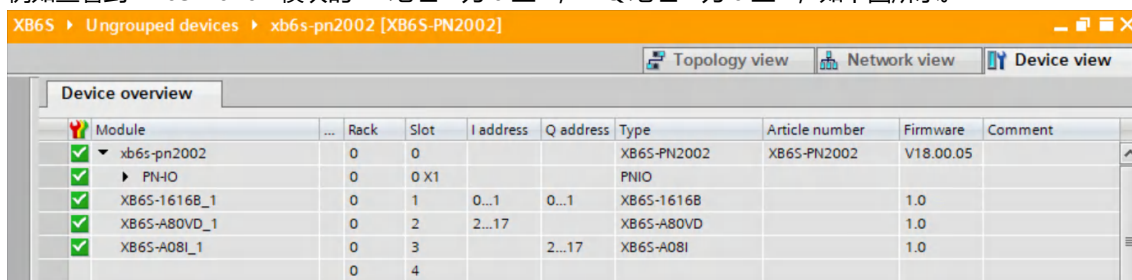 XB6S ▸ Ungrouped devices ▸ xb6s-pn2002 [XB6S-PN2002]
Topology view Network view Device view
Device overview
Module ... Rack Slot I address Q address Type Article number Firmware Comment
xb6s-pn2002 0 0 XB6S-PN2002 XB6S-PN2002 V18.00.05
PN-IO 0 0 X1 PNIO
XB6S-1616B_1 0 1 0...1 0...1 XB6S-1616B 1.0
XB6S-A80VD_1 0 2 2...17 XB6S-A80VD 1.0
XB6S-A08I_1 0 3 2...17 XB6S-A08I 1.0
0 4